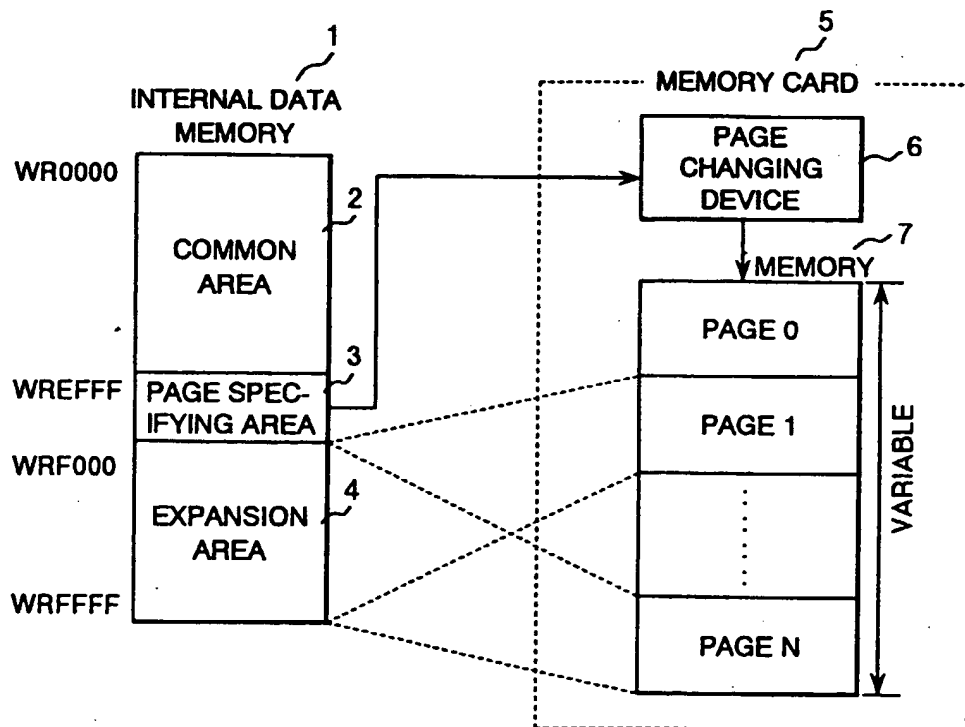 1
INTERNAL DATA
MEMORY
WR0000
2
COMMON
AREA
WREFFF
3
PAGE SPEC-
IFYING AREA
WRF000
4
EXPANSION
AREA
WRFFFF
5
MEMORY CARD
PAGE
CHANGING
DEVICE
6
7
MEMORY
PAGE 0
PAGE 1
PAGE N
VARIABLE